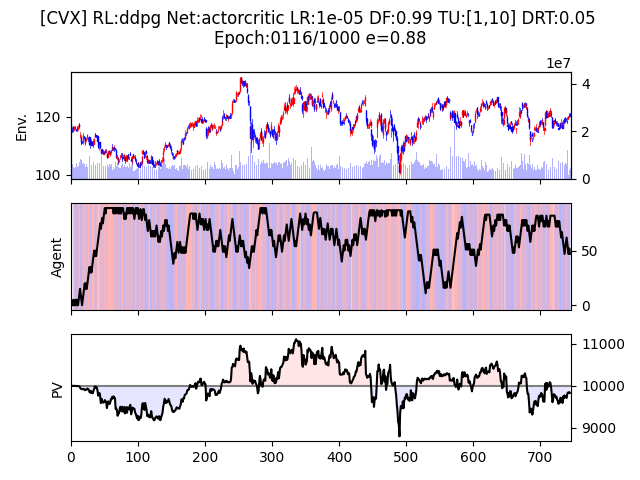 [CVX] RL:ddpg Net:actorcritic LR:1e-05 DF:0.99 TU:[1,10] DRT:0.05
Epoch:0116/1000 e=0.88
1e7
Env.
120
100
4
2
0
Agent
50
0
PV
11000
10000
9000
0 100 200 300 400 500 600 700